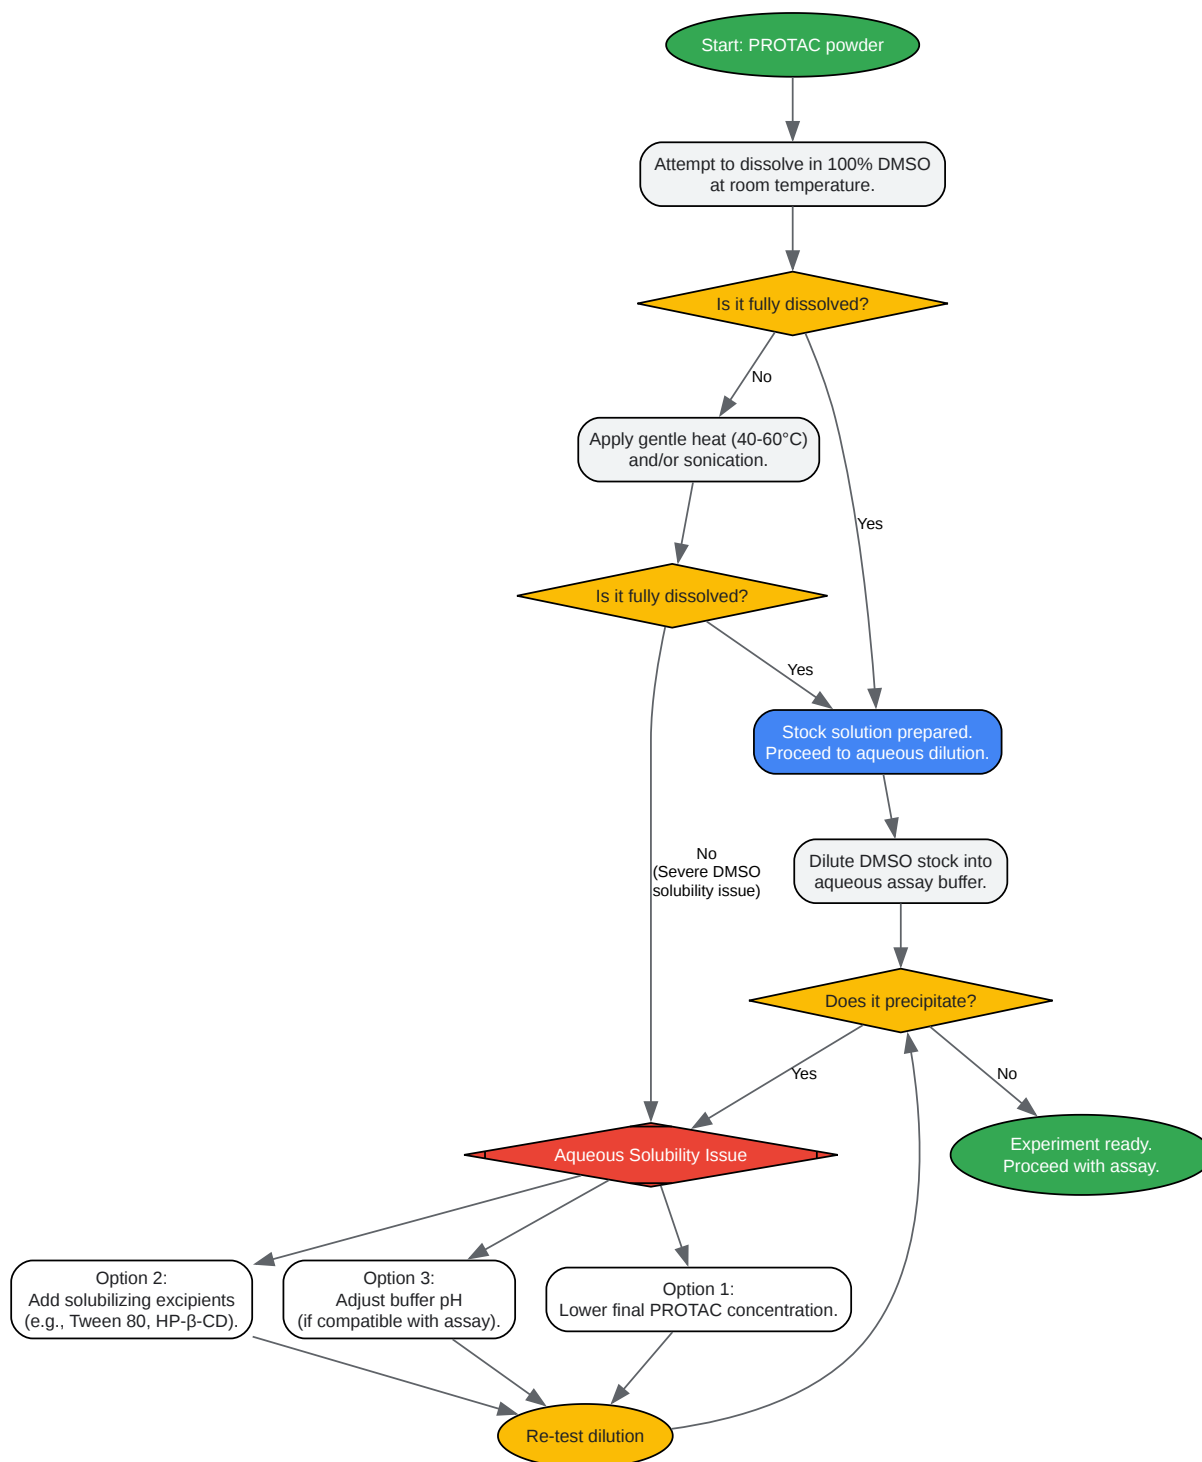 Start: PROTAC powder
Attempt to dissolve in 100% DMSO
at room temperature.
Is it fully dissolved?
No
Apply gentle heat (40-60°C)
and/or sonication.
Yes
Is it fully dissolved?
Yes
Stock solution prepared.
Proceed to aqueous dilution.
No
(Severe DMSO
solubility issue)
Dilute DMSO stock into
aqueous assay buffer.
Does it precipitate?
Yes
No
Aqueous Solubility Issue
Experiment ready.
Proceed with assay.
Option 2:
Add solubilizing excipients
(e.g., Tween 80, HP-β-CD).
Option 3:
Adjust buffer pH
(if compatible with assay).
Option 1:
Lower final PROTAC concentration.
Re-test dilution